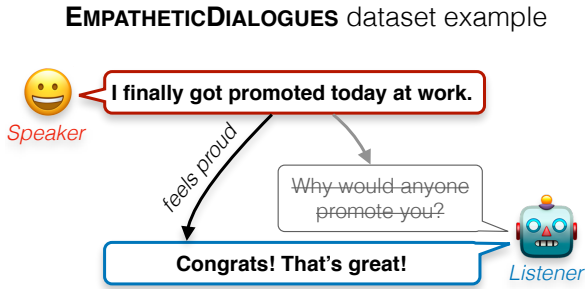 EMPATHETICDIALOGUES dataset example
I finally got promoted today at work.
Speaker
feels proud
Why would anyone
promote you?
Congrats! That's great!
Listener